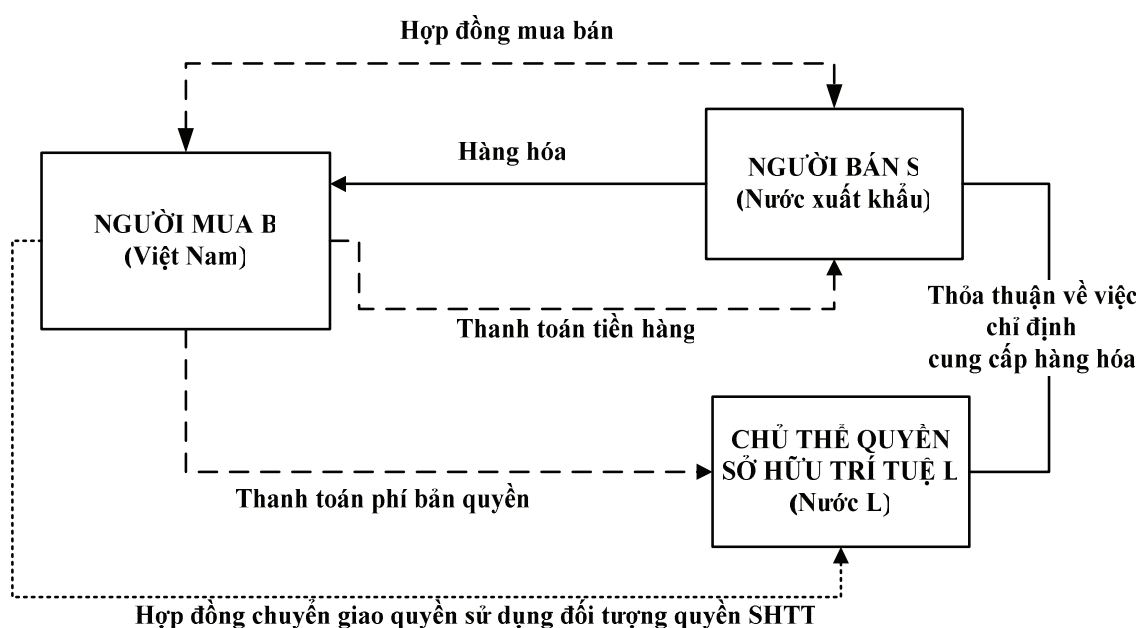 Hợp đồng mua bán
Hàng hóa
NGƯỜI BÁN S
(Nước xuất khẩu)
NGƯỜI MUA B
(Việt Nam)
Thanh toán tiền hàng
Thỏa thuận về việc
chỉ định
cung cấp hàng hóa
CHỦ THỂ QUYỀN
SỞ HỮU TRÍ TUỆ L
(Nước L)
Thanh toán phí bản quyền
Hợp đồng chuyển giao quyền sử dụng đối tượng quyền SHTT